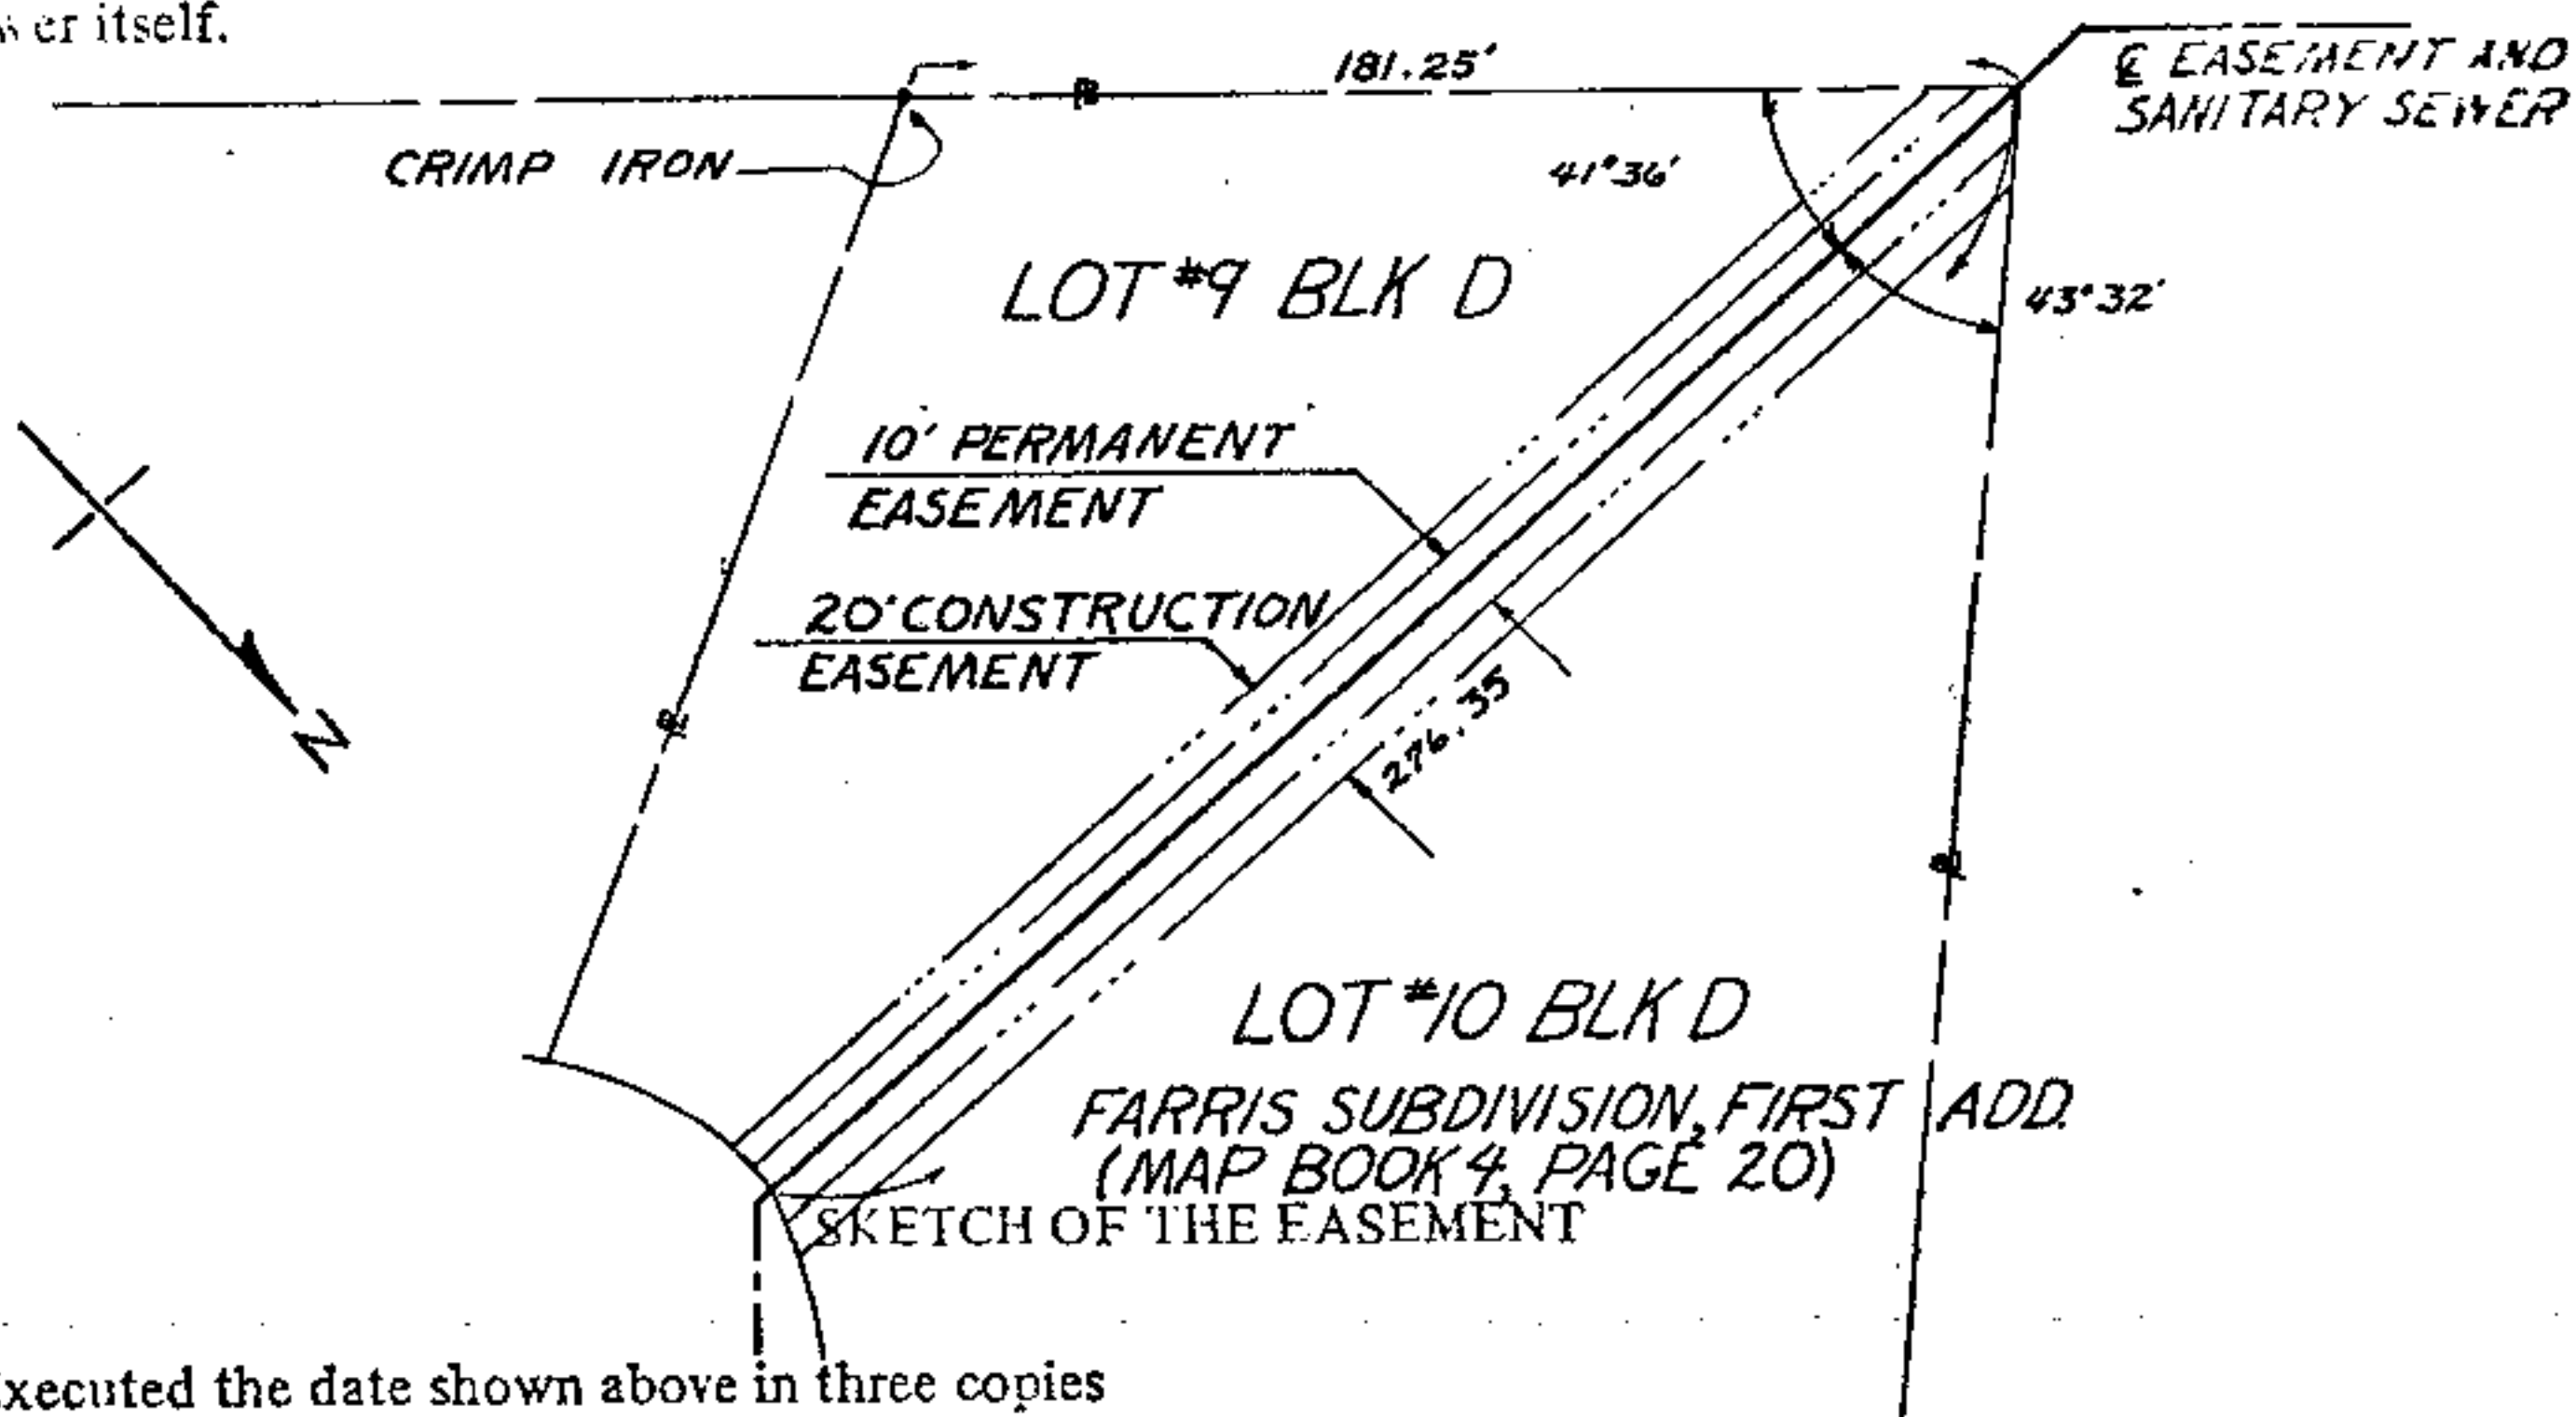 er itself.
181.25'
℄ EASEMENT AND
SANITARY SEWER
CRIMP IRON
41°36'
LOT #9 BLK D
43°32'
10' PERMANENT
EASEMENT
20' CONSTRUCTION
EASEMENT
276.35
N
LOT #10 BLK D
FARRIS SUBDIVISION, FIRST ADD.
(MAP BOOK 4, PAGE 20)
SKETCH OF THE EASEMENT
xecuted the date shown above in three copies